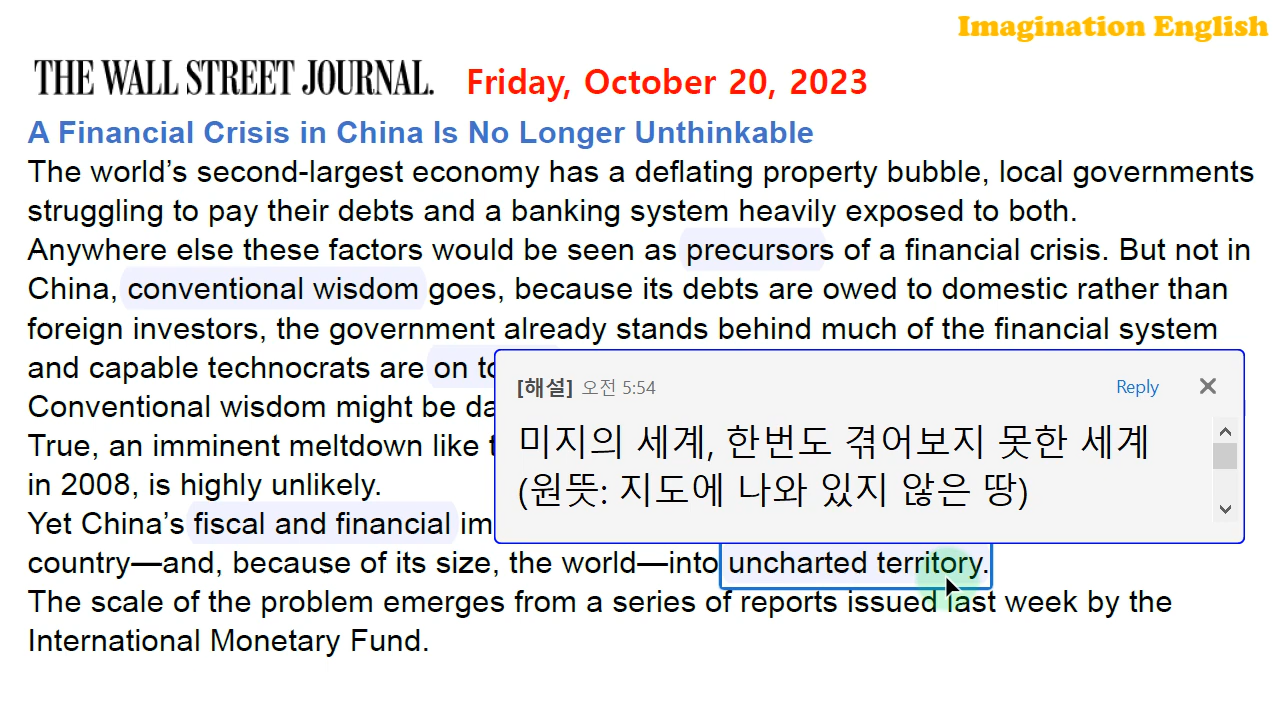 Imagination English
THE WALL STREET JOURNAL.
Friday, October 20, 2023
A Financial Crisis in China Is No Longer Unthinkable
The world’s second-largest economy has a deflating property bubble, local governments
struggling to pay their debts and a banking system heavily exposed to both.
Anywhere else these factors would be seen as precursors of a financial crisis. But not in
China, conventional wisdom goes, because its debts are owed to domestic rather than
foreign investors, the government already stands behind much of the financial system
and capable technocrats are on
Conventional wisdom might be
True, an imminent meltdown like
in 2008, is highly unlikely.
Yet China’s fiscal and financial
country—and, because of its size, the world—into uncharted territory.
The scale of the problem emerges from a series of reports issued last week by the
International Monetary Fund.
[해설] 오전 5:54
Reply
미지의 세계, 한번도 겪어보지 못한 세계
(원뜻: 지도에 나와 있지 않은 땅)